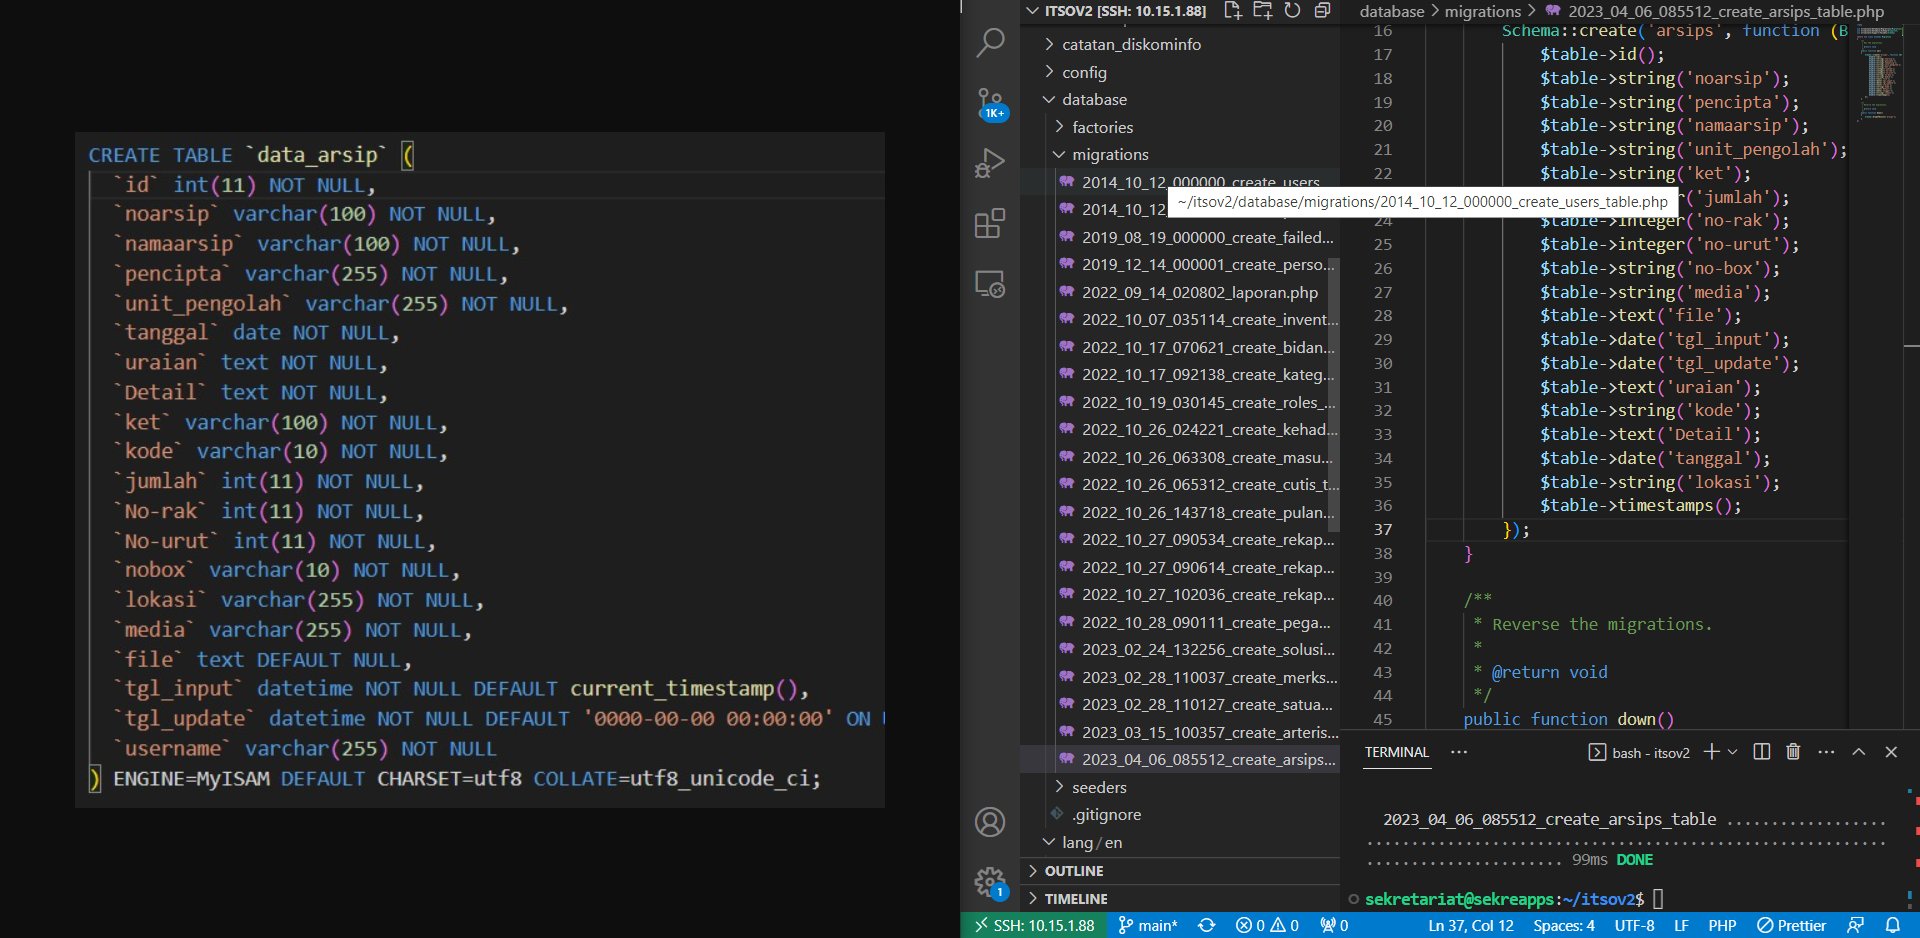 CREATE TABLE `data_arsip` (
`id` int(11) NOT NULL,
`noarsip` varchar(100) NOT NULL,
`namaarsip` varchar(100) NOT NULL,
`pencipta` varchar(255) NOT NULL,
`unit_pengolah` varchar(255) NOT NULL,
`tanggal` date NOT NULL,
`uraian` text NOT NULL,
`Detail` text NOT NULL,
`ket` varchar(100) NOT NULL,
`kode` varchar(10) NOT NULL,
`jumlah` int(11) NOT NULL,
`No-rak` int(11) NOT NULL,
`No-urut` int(11) NOT NULL,
`nobox` varchar(10) NOT NULL,
`lokasi` varchar(255) NOT NULL,
`media` varchar(255) NOT NULL,
`file` text DEFAULT NULL,
`tgl_input` datetime NOT NULL DEFAULT current_timestamp(),
`tgl_update` datetime NOT NULL DEFAULT '0000-00-00 00:00:00' ON
`username` varchar(255) NOT NULL
) ENGINE=MyISAM DEFAULT CHARSET=utf8 COLLATE=utf8_unicode_ci;
1K+
1
ITSOV2 [SSH: 10.15.1.88]
catatan_diskominfo
config
database
factories
migrations
2014_10_12_000000_create_users_
2014_10_12
~/itsov2/database/migrations/2014_10_12_000000_create_users_table.php
2019_08_19_000000_create_failed...
2019_12_14_000001_create_perso...
2022_09_14_020802_laporan.php
2022_10_07_035114_create_invent...
2022_10_17_070621_create_bidan...
2022_10_17_092138_create_kateg...
2022_10_19_030145_create_roles_...
2022_10_26_024221_create_kehad...
2022_10_26_063308_create_masu...
2022_10_26_065312_create_cutis_t...
2022_10_26_143718_create_pulan...
2022_10_27_090534_create_rekap...
2022_10_27_090614_create_rekap...
2022_10_27_102036_create_rekap...
2022_10_28_090111_create_pega...
2023_02_24_132256_create_solusi...
2023_02_28_110037_create_merks...
2023_02_28_110127_create_satua...
2023_03_15_100357_create_arteris...
2023_04_06_085512_create_arsips...
seeders
.gitignore
lang/en
OUTLINE
TIMELINE
database > migrations > 2023_04_06_085512_create_arsips_table.php
16 Schema::create('arsips', function (B
17 $table->id();
18 $table->string('noarsip');
19 $table->string('pencipta');
20 $table->string('namaarsip');
21 $table->string('unit_pengolah');
22 $table->string('ket');
r('jumlah');
24 $table->integer('no-rak');
25 $table->integer('no-urut');
26 $table->string('no-box');
27 $table->string('media');
28 $table->text('file');
29 $table->date('tgl_input');
30 $table->date('tgl_update');
31 $table->text('uraian');
32 $table->string('kode');
33 $table->text('Detail');
34 $table->date('tanggal');
35 $table->string('lokasi');
36 $table->timestamps();
37 });
38 }
39
40 /**
41 * Reverse the migrations.
42 *
43 * @return void
44 */
45 public function down()
TERMINAL ··· bash - itsov2
2023_04_06_085512_create_arsips_table ...................
......................................................
..................... 99ms DONE
sekretariat@sekreapps:~/itsov2$
SSH: 10.15.1.88 main* 0 0 0 Ln 37, Col 12 Spaces: 4 UTF-8 LF PHP Prettier